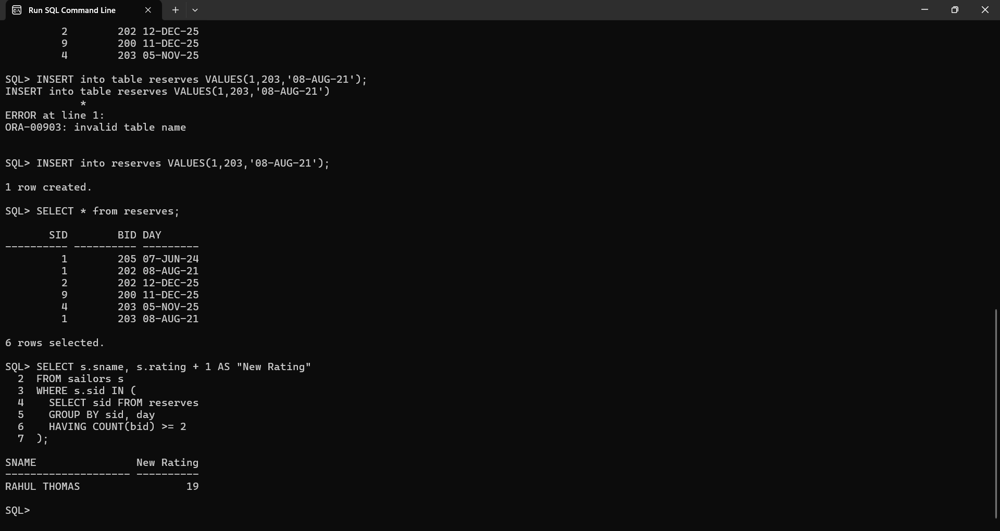 Run SQL Command Line
2        202 12-DEC-25
9        200 11-DEC-25
4        203 05-NOV-25
SQL> INSERT into table reserves VALUES(1,203,'08-AUG-21');
INSERT into table reserves VALUES(1,203,'08-AUG-21')
*
ERROR at line 1:
ORA-00903: invalid table name
SQL> INSERT into reserves VALUES(1,203,'08-AUG-21');
1 row created.
SQL> SELECT * from reserves;
SID        BID DAY
---------- ---------- ---------
1        205 07-JUN-24
1        202 08-AUG-21
2        202 12-DEC-25
9        200 11-DEC-25
4        203 05-NOV-25
1        203 08-AUG-21
6 rows selected.
SQL> SELECT s.sname, s.rating + 1 AS "New Rating"
2  FROM sailors s
3  WHERE s.sid IN (
4    SELECT sid FROM reserves
5    GROUP BY sid, day
6    HAVING COUNT(bid) >= 2
7  );
SNAME                New Rating
-------------------- ----------
RAHUL THOMAS                 19
SQL>